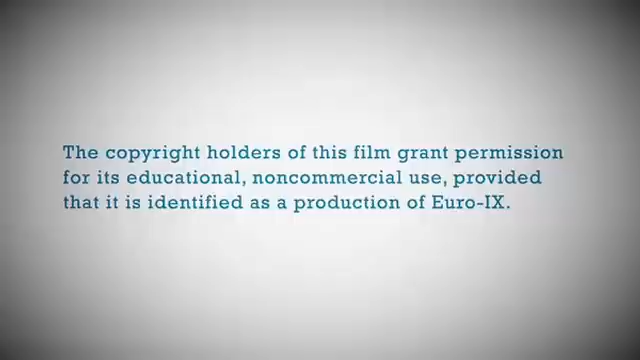 The copyright holders of this film grant permission
for its educational, noncommercial use, provided
that it is identified as a production of Euro-IX.